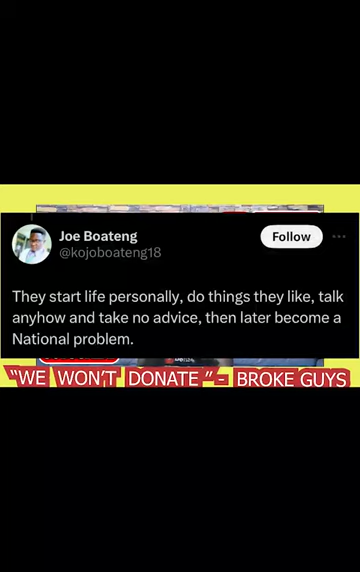 Joe Boateng
@kojoboateng18
Follow
They start life personally, do things they like, talk
anyhow and take no advice, then later become a
National problem.
“WE WON’T DONATE” - BROKE GUYS